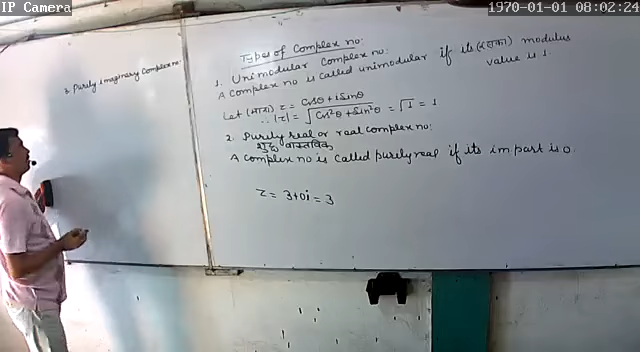 IP Camera
1970-01-01 08:02:24
3. Purely imaginary Complex no:
Types of Complex no:
1. Unimodular Complex no:
A Complex no is called unimodular if its (इसका) modulus
value is 1
Let (माना) z = cosθ + isinθ
∴ |z| = √cos²θ + sin²θ = √1 = 1
2. Purely real or real complex no:
शुद्ध वास्तविक
A complex no is called purely real if its im. part is 0.
z = 3+0i = 3